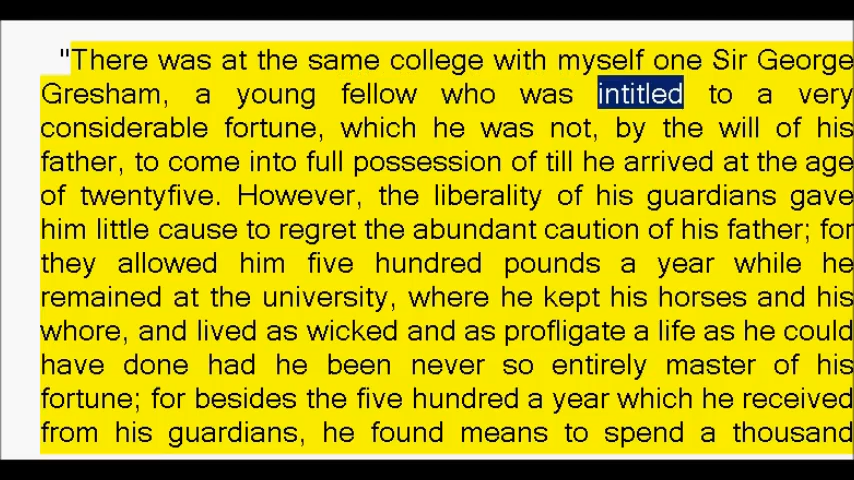 "There was at the same college with myself one Sir George
Gresham, a young fellow who was intitled to a very
considerable fortune, which he was not, by the will of his
father, to come into full possession of till he arrived at the age
of twentyfive. However, the liberality of his guardians gave
him little cause to regret the abundant caution of his father; for
they allowed him five hundred pounds a year while he
remained at the university, where he kept his horses and his
whore, and lived as wicked and as profligate a life as he could
have done had he been never so entirely master of his
fortune; for besides the five hundred a year which he received
from his guardians, he found means to spend a thousand